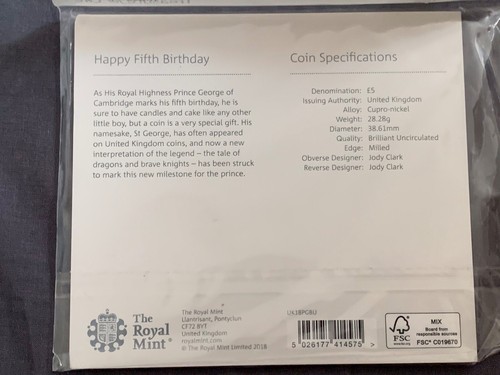 Happy Fifth Birthday
As His Royal Highness Prince George of
Cambridge marks his fifth birthday, he is
sure to have candles and cake like any other
little boy, but a coin is a very special gift. His
namesake, St George, has often appeared
on United Kingdom coins, and now a new
interpretation of the legend – the tale of
dragons and brave knights – has been struck
to mark this new milestone for the prince.
Coin Specifications
Denomination: £5
Issuing Authority: United Kingdom
Alloy: Cupro-nickel
Weight: 28.28g
Diameter: 38.61mm
Quality: Brilliant Uncirculated
Edge: Milled
Obverse Designer: Jody Clark
Reverse Designer: Jody Clark
The
Royal
Mint®
The Royal Mint
Llantrisant, Pontyclun
CF72 8YT
United Kingdom
royalmint.com
© The Royal Mint Limited 2018
UK18PGBU
5 026177 414575 >
FSC
www.fsc.org
MIX
Board from
responsible sources
FSC® C019670